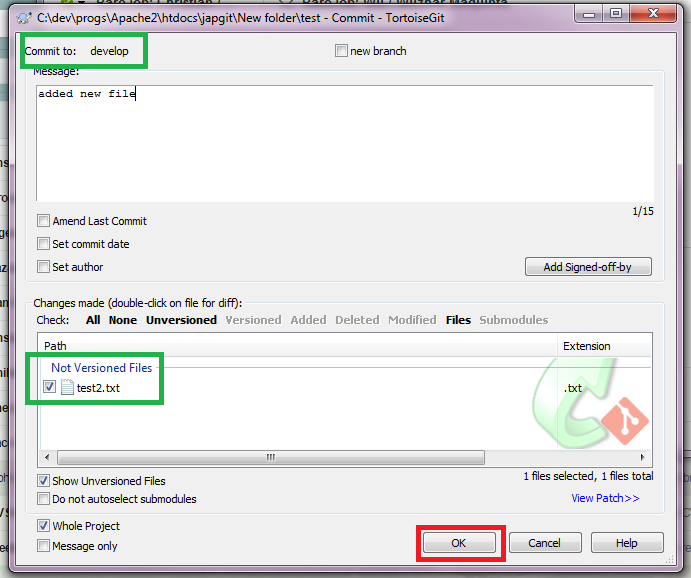 C:\dev\progs\Apache2\htdocs\japgit\New folder\test - Commit - TortoiseGit
Commit to: develop
new branch
Message:
added new file
1/15
Amend Last Commit
Set commit date
Set author
Add Signed-off-by
Changes made (double-click on file for diff):
Check: All None Unversioned Versioned Added Deleted Modified Files Submodules
Path Extension
Not Versioned Files
test2.txt .txt
Show Unversioned Files
1 files selected, 1 files total
Do not autoselect submodules
View Patch>>
Whole Project
Message only
OK Cancel Help